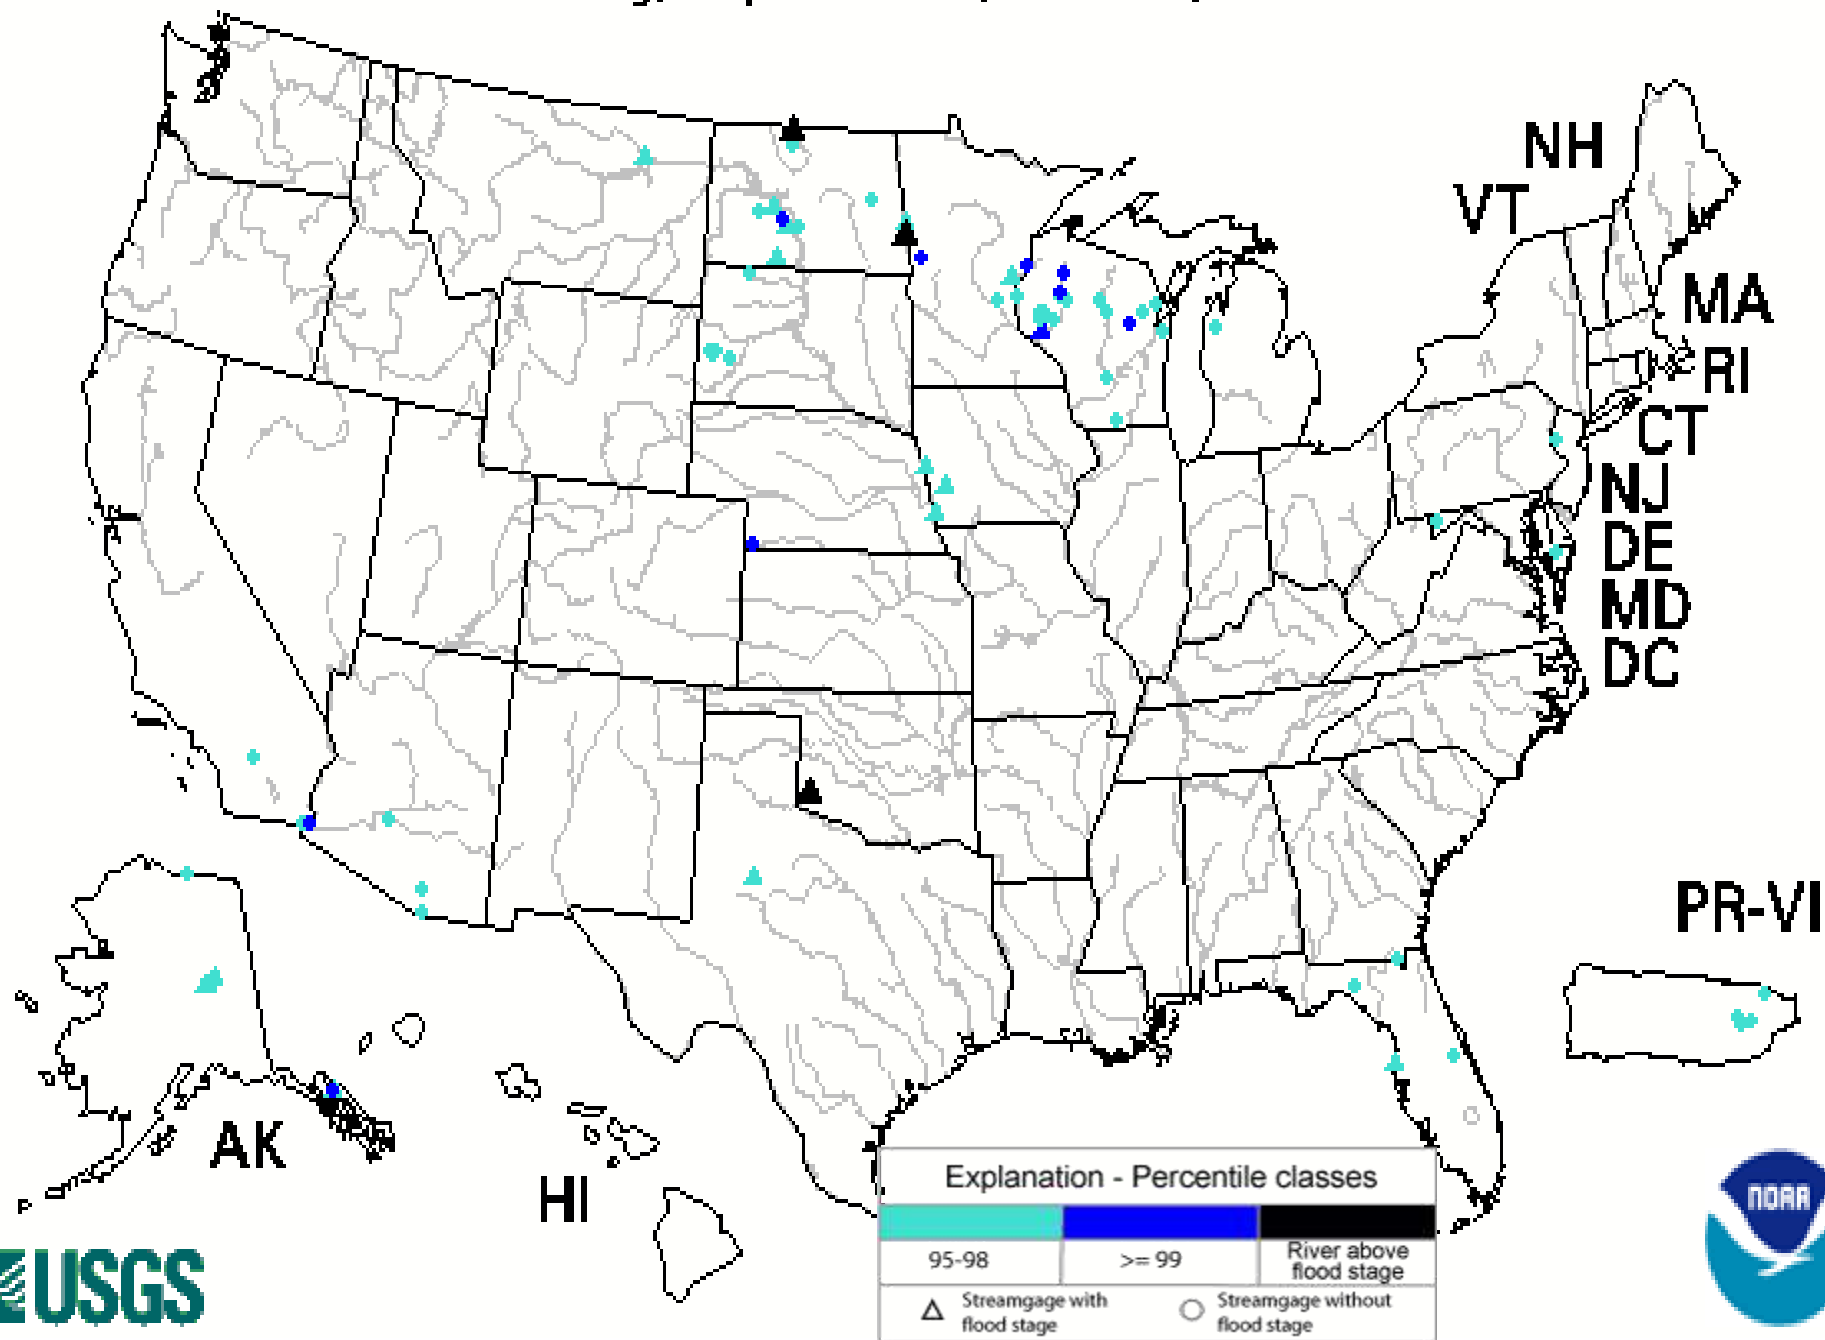 NH
VT
MA
RI
CT
NJ
DE
MD
DC
PR-VI
AK
HI
Explanation - Percentile classes
95-98
>= 99
River above
flood stage
Streamgage with
flood stage
Streamgage without
flood stage
USGS
NOAA